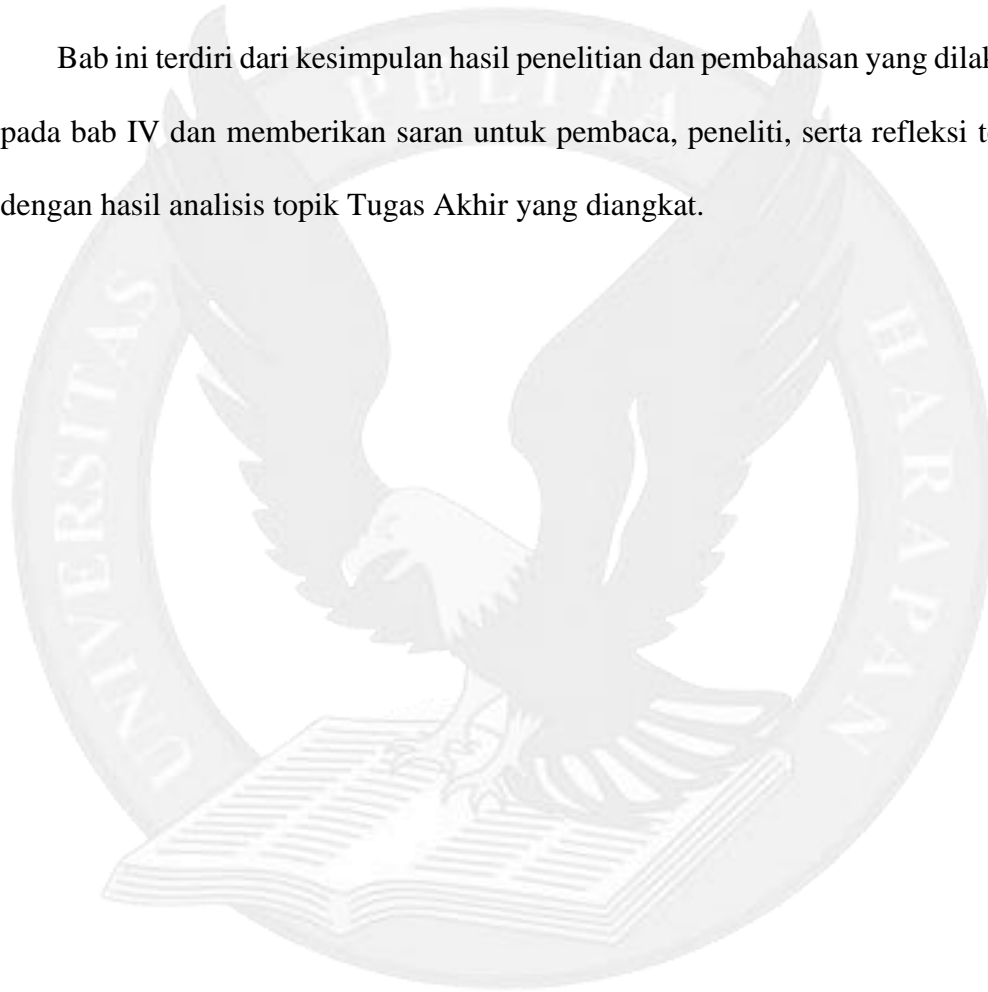 Bab ini terdiri dari kesimpulan hasil penelitian dan pembahasan yang
pada bab IV dan memberikan saran untuk pembaca, peneliti, serta refleksi
dengan hasil analisis topik Tugas Akhir yang diangkat.
UNIVERSITAS PELITA HARAPAN